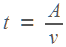 t = A/v